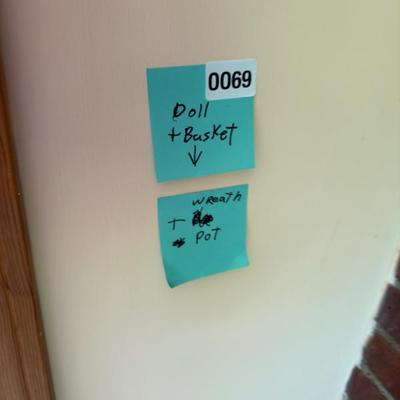 0069
Doll
+ Basket
↓
wreath
+
Pot